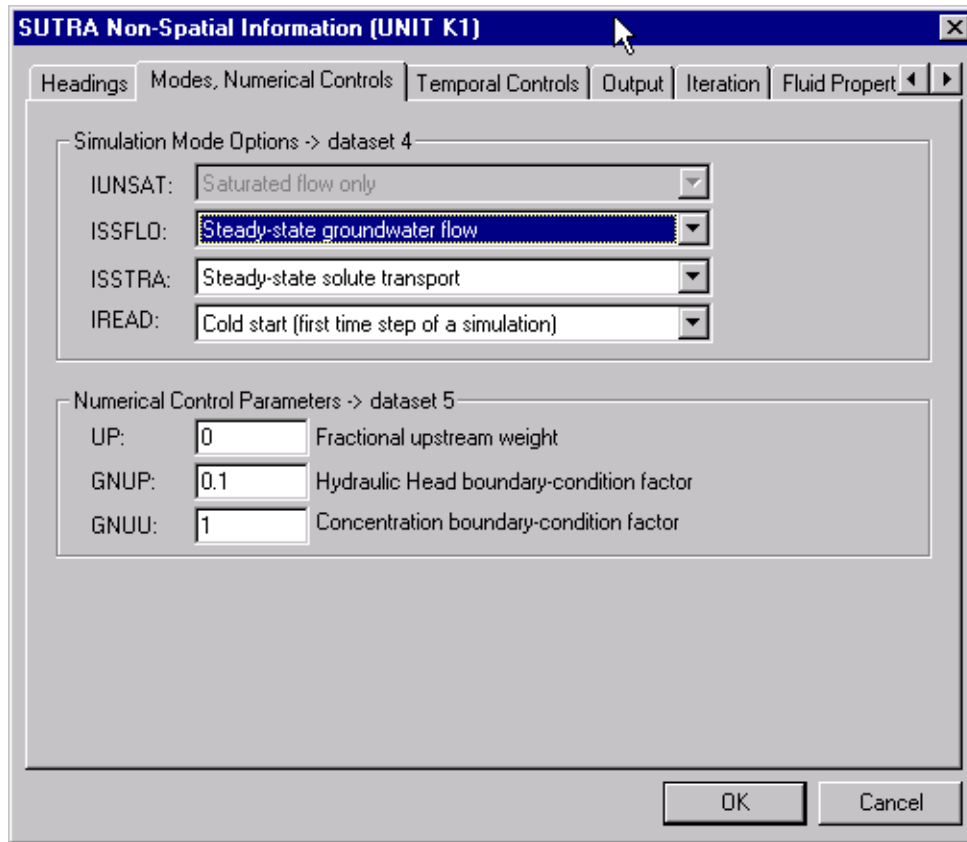 SUTRA Non-Spatial Information (UNIT K1)
Headings Modes, Numerical Controls Temporal Controls Output Iteration Fluid Propert
Simulation Mode Options -> dataset 4
IUNSAT: Saturated flow only
ISSFLO: Steady-state groundwater flow
ISSTRA: Steady-state solute transport
IREAD: Cold start (first time step of a simulation)
Numerical Control Parameters -> dataset 5
UP: 0 Fractional upstream weight
GNUP: 0.1 Hydraulic Head boundary-condition factor
GNUU: 1 Concentration boundary-condition factor
OK Cancel